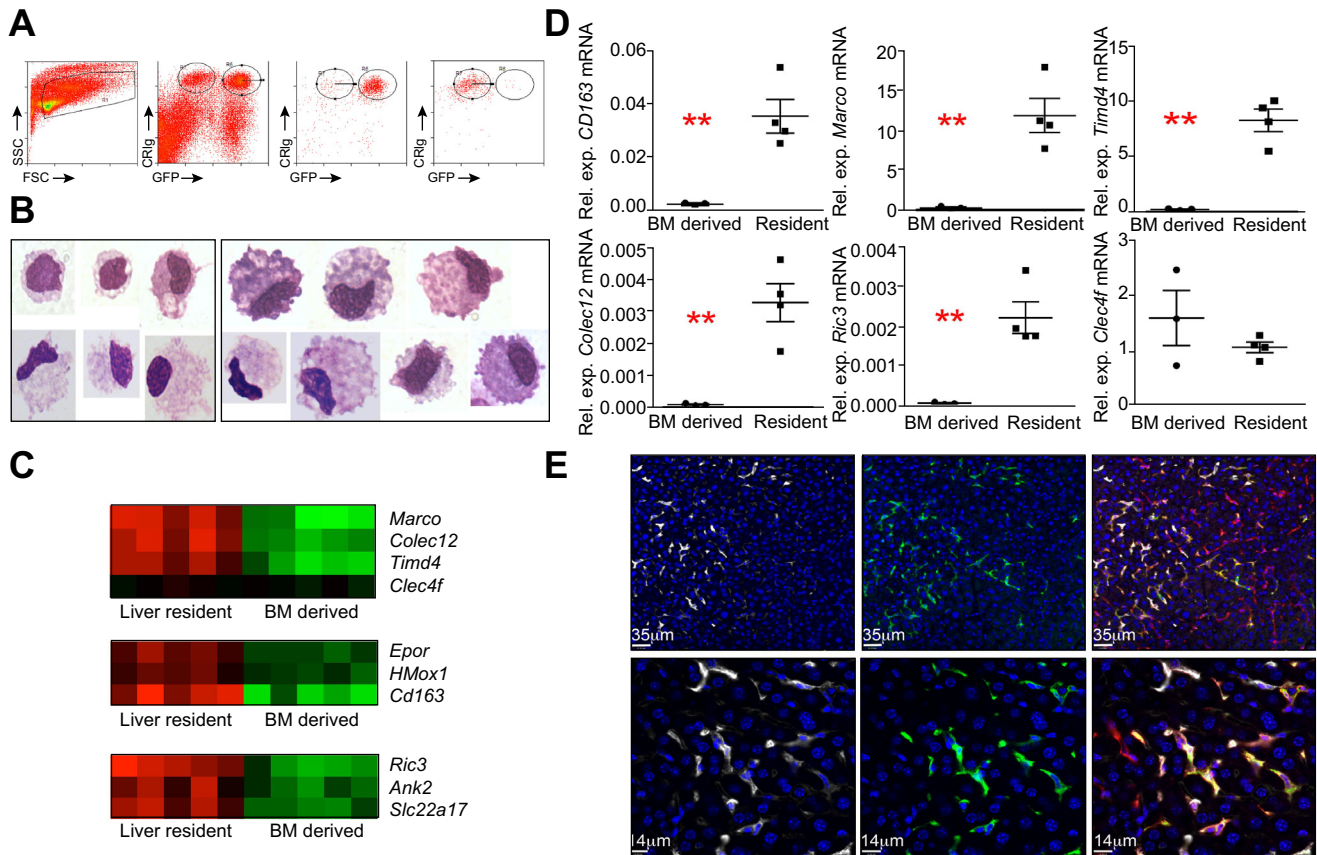 A
SSC
FSC
R1
CRIg
GFP
CRIg
GFP
CRIg
GFP
B
C
Marco
Colec12
Timd4
Clec4f
Liver resident BM derived
Epor
HMox1
Cd163
Liver resident BM derived
Ric3
Ank2
Slc22a17
Liver resident BM derived
D
Rel. exp. CD163 mRNA
0.06
0.04
0.02
0.00
**
BM derived Resident
Rel. exp. Marco mRNA
20
15
10
5
0
**
BM derived Resident
Rel. exp. Timd4 mRNA
15
10
5
0
**
BM derived Resident
Rel. exp. Colec12 mRNA
0.005
0.004
0.003
0.002
0.001
0.000
**
BM derived Resident
Rel. exp. Ric3 mRNA
0.004
0.003
0.002
0.001
0.000
**
BM derived Resident
Rel. exp. Clec4f mRNA
3
2
1
0
BM derived Resident
E
35µm
35µm
35µm
14µm
14µm
14µm